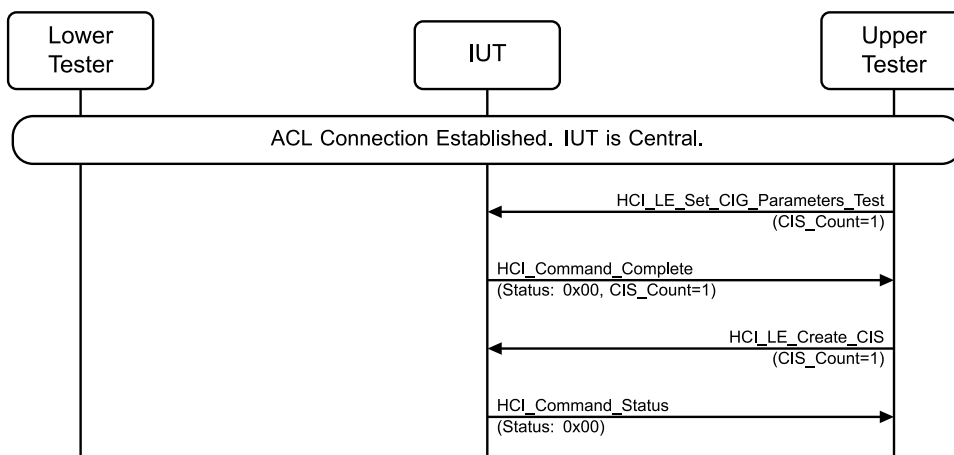 Lower
Tester
IUT
Upper
Tester
ACL Connection Established. IUT is Central.
HCI_LE_Set_CIG_Parameters_Test
(CIS_Count=1)
HCI_Command_Complete
(Status: 0x00, CIS_Count=1)
HCI_LE_Create_CIS
(CIS_Count=1)
HCI_Command_Status
(Status: 0x00)